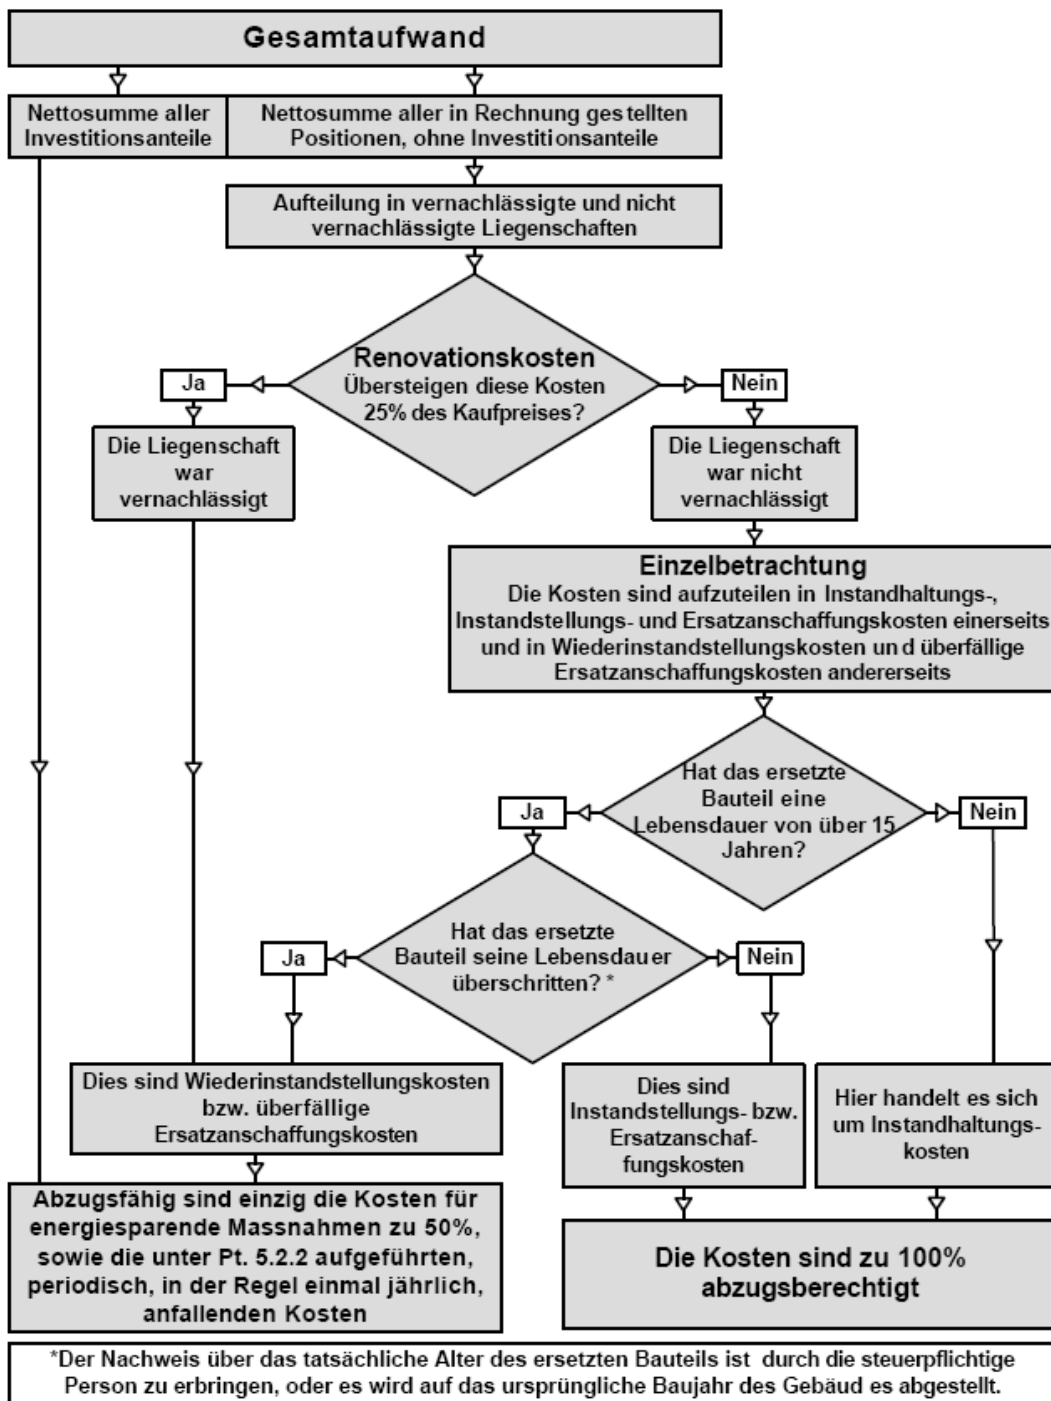 Gesamtaufwand
Nettosumme aller
Investitionsanteile
Nettosumme aller in Rechnung gestellten
Positionen, ohne Investitionsanteile
Aufteilung in vernachlässigte und nicht
vernachlässigte Liegenschaften
Renovationskosten
Übersteigen diese Kosten
25% des Kaufpreises?
Ja
Nein
Die Liegenschaft
war
vernachlässigt
Die Liegenschaft
war nicht
vernachlässigt
Einzelbetrachtung
Die Kosten sind aufzuteilen in Instandhaltungs-,
Instandstellungs- und Ersatzanschaffungskosten einerseits
und in Wiederinstandstellungskosten und überfällige
Ersatzanschaffungskosten andererseits
Hat das ersetzte
Bauteil eine
Lebensdauer von über 15
Jahren?
Ja
Nein
Hat das ersetzte
Bauteil seine Lebensdauer
überschritten? *
Ja
Nein
Dies sind Wiederinstandstellungskosten
bzw. überfällige
Ersatzanschaffungskosten
Dies sind
Instandstellungs- bzw.
Ersatzanschaf-
fungskosten
Hier handelt es sich
um Instandhaltungs-
kosten
Abzugsfähig sind einzig die Kosten für
energiesparende Massnahmen zu 50%,
sowie die unter Pt. 5.2.2 aufgeführten,
periodisch, in der Regel einmal jährlich,
anfallenden Kosten
Die Kosten sind zu 100%
abzugsberechtigt
*Der Nachweis über das tatsächliche Alter des ersetzten Bauteils ist durch die steuerpflichtige
Person zu erbringen, oder es wird auf das ursprüngliche Baujahr des Gebäud es abgestellt.